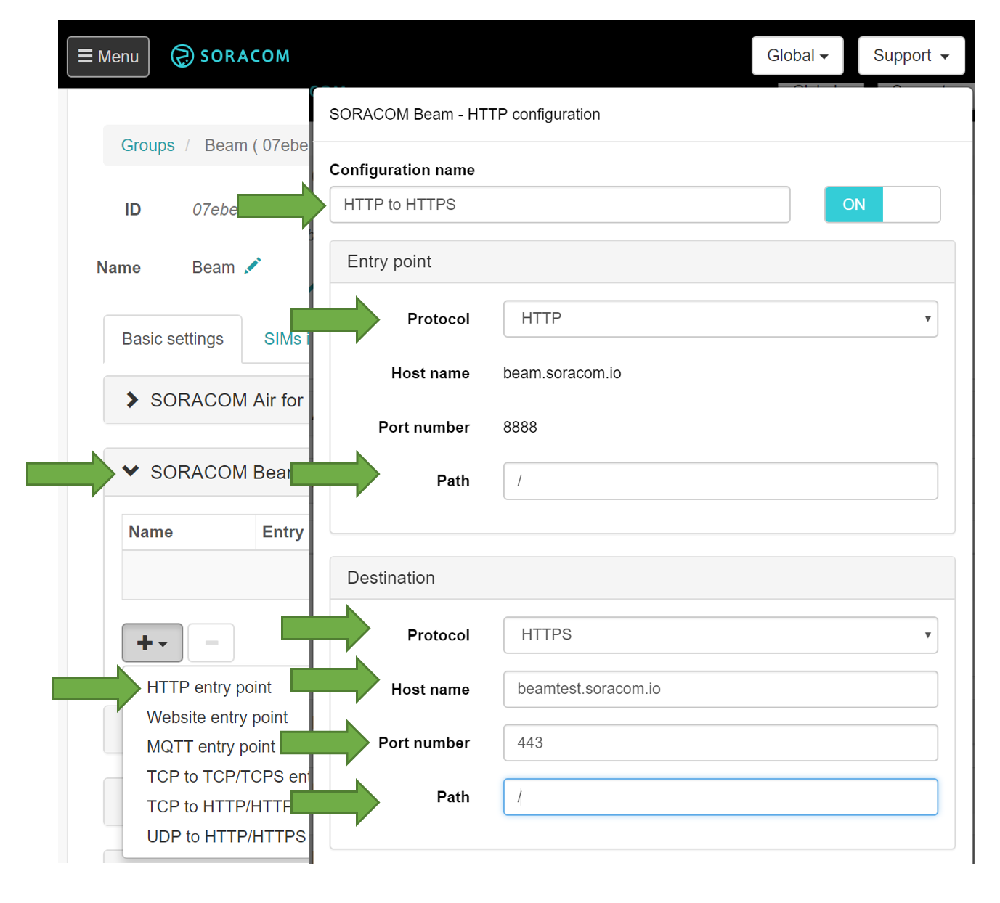 Menu
SORACOM
Global
Support
Groups / Beam ( 07ebe
ID 07ebe
Name Beam
Basic settings
SIMs i
SORACOM Air for
SORACOM Bear
Name Entry
HTTP entry point
Website entry point
MQTT entry point
TCP to TCP/TCPS ent
TCP to HTTP/HTTP
UDP to HTTP/HTTPS
SORACOM Beam - HTTP configuration
Configuration name
HTTP to HTTPS
ON
Entry point
Protocol HTTP
Host name beam.soracom.io
Port number 8888
Path /
Destination
Protocol HTTPS
Host name beamtest.soracom.io
Port number 443
Path /